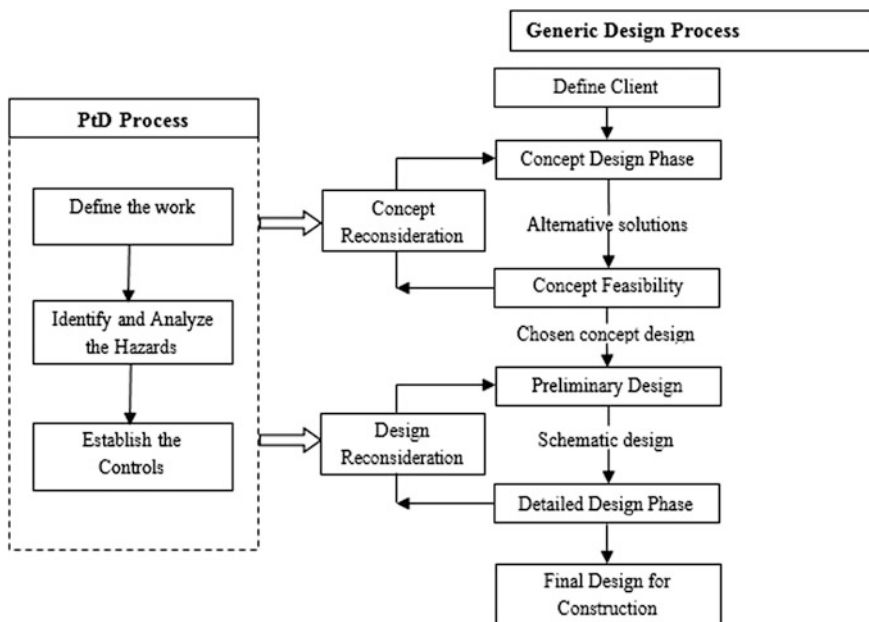 Generic Design Process
PtD Process
Define the work
Identify and Analyze
the Hazards
Establish the
Controls
Concept
Reconsideration
Design
Reconsideration
Define Client
Concept Design Phase
Alternative solutions
Concept Feasibility
Chosen concept design
Preliminary Design
Schematic design
Detailed Design Phase
Final Design for
Construction